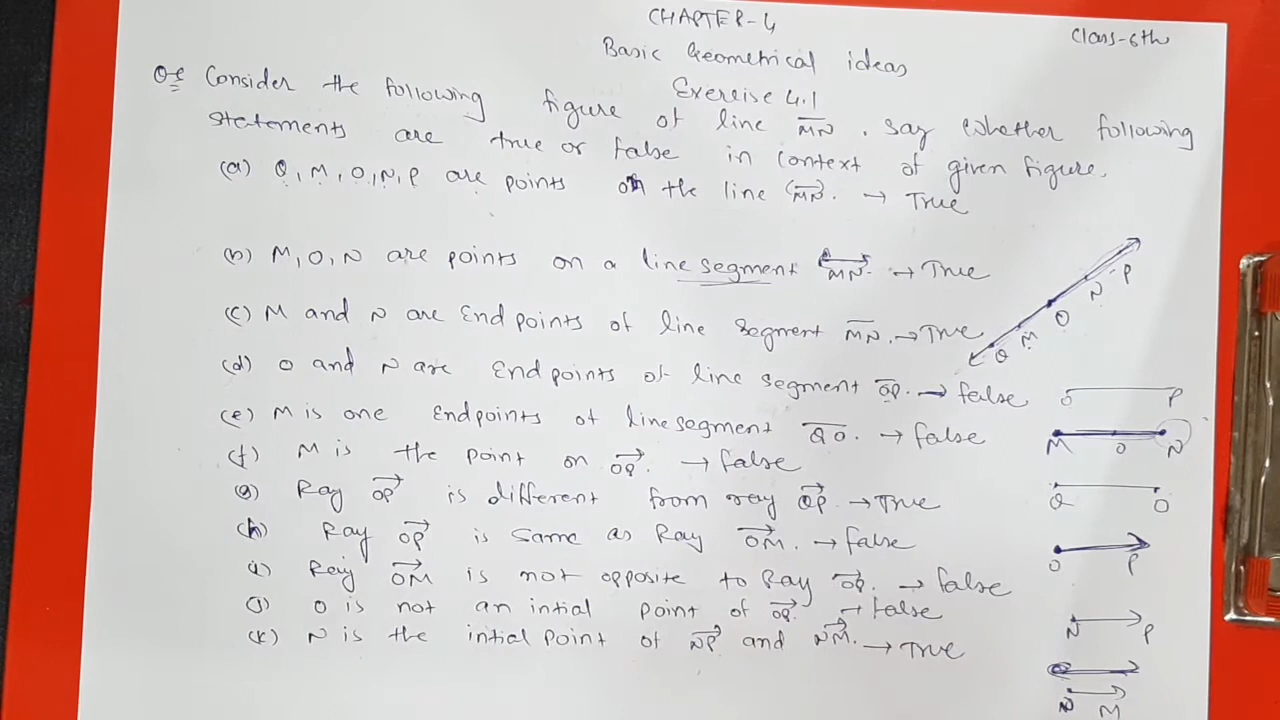 CHAPTER-4
Class-6th
Basic Geometrical ideas
Exercise 4.1
Q6 Consider the following figure of line MN. Say whether following
statements are true or false in context of given figure.
(a) Q, M, O, N, P are points on the line MN. → True
(b) M, O, N are points on a line segment MN. → True
(c) M and N are End points of line segment MN. → True
(d) O and N are End points of line segment OP. → false
(e) M is one Endpoints of line segment QO. → false
(f) M is the point on OP. → false
(g) Ray OP is different from ray QP → True
(h) Ray OP is same as Ray OM. → false
(i) Ray OM is not opposite to Ray OP. → false
(j) O is not an intial point of OP. → false
(k) N is the intial point of NP and NM. → True
Q M O N P
O P
M O N
Q O
O P
N P
N M